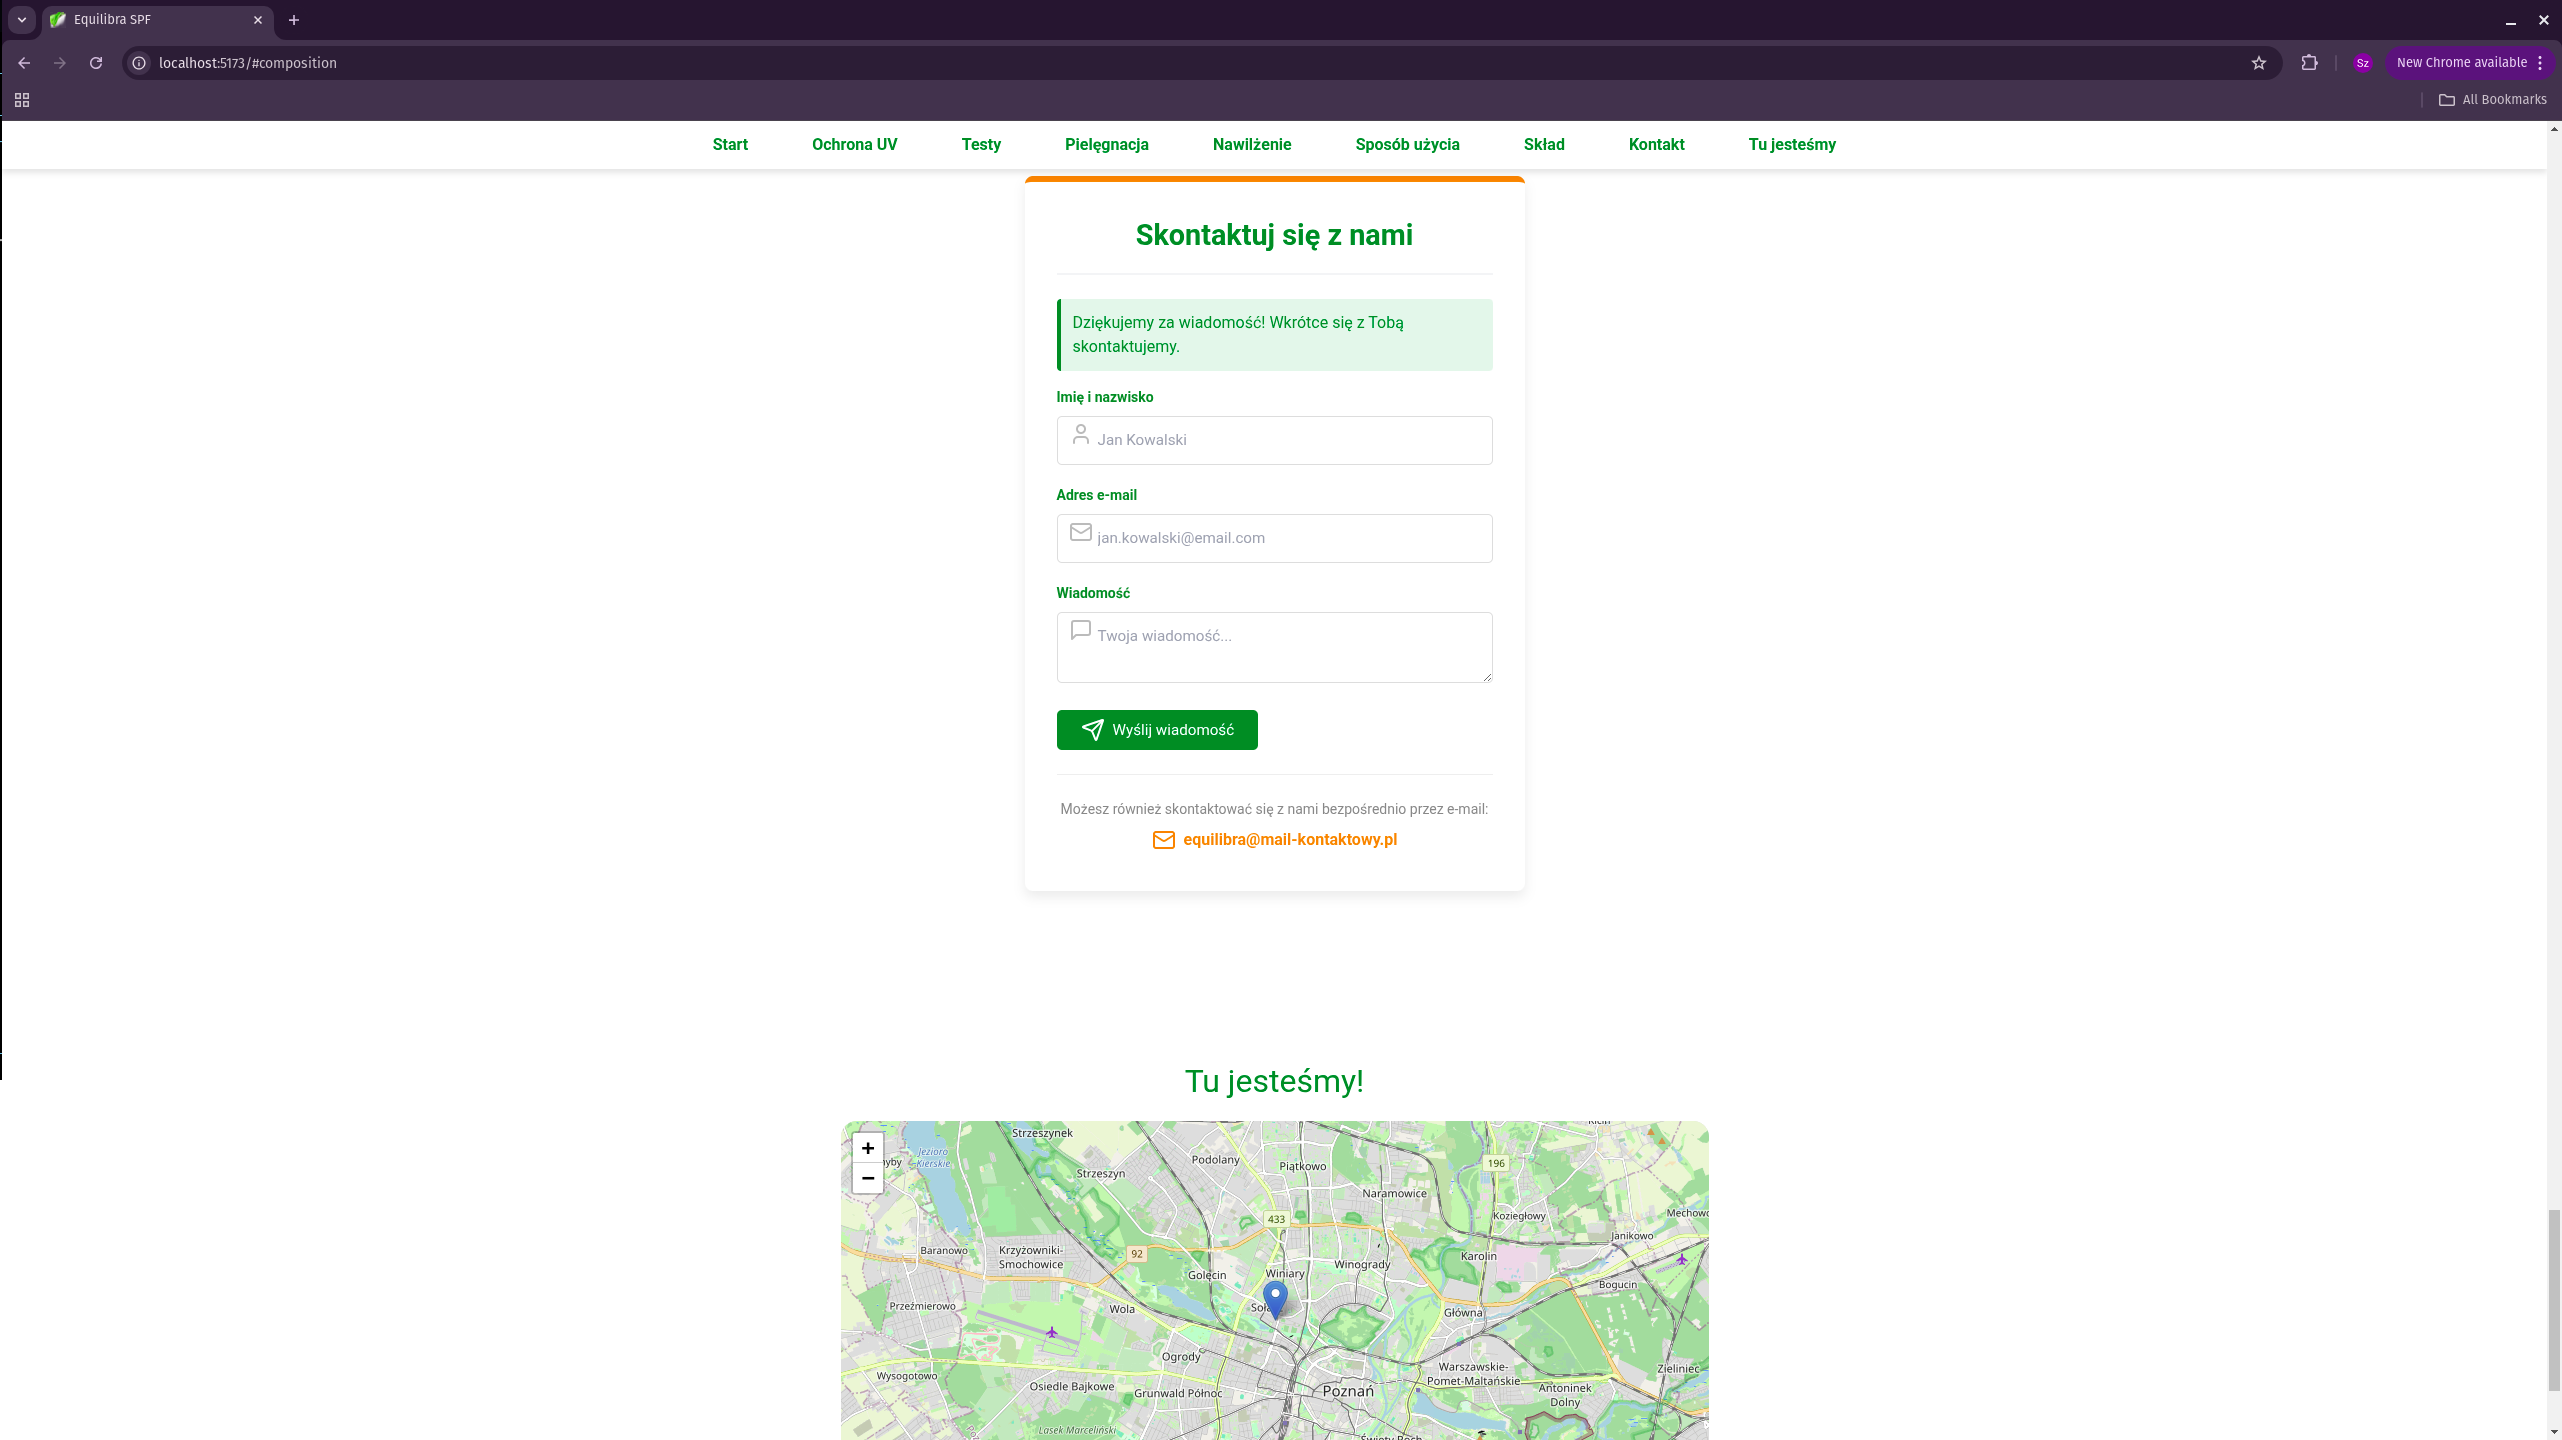 Equilibra SPF
localhost:5173/#composition
Sz
New Chrome available
All Bookmarks
Start Ochrona UV Testy Pielęgnacja Nawilżenie Sposób użycia Skład Kontakt Tu jesteśmy
Skontaktuj się z nami
Dziękujemy za wiadomość! Wkrótce się z Tobą
skontaktujemy.
Imię i nazwisko
Jan Kowalski
Adres e-mail
jan.kowalski@email.com
Wiadomość
Twoja wiadomość...
Wyślij wiadomość
Możesz również skontaktować się z nami bezpośrednio przez e-mail:
equilibra@mail-kontaktowy.pl
Tu jesteśmy!
+
−
Strzeszynek
Jezioro
Kierskie
Podolany
Piątkowo
196
Strzeszyn
Naramowice
433
Koziegłowy
Baranowo
Krzyżowniki-
Smochowice
92
Karolin
Janikowo
Golęcin
Winiary
Winogrady
Bogucin
Przeźmierowo
Wola
Główna
Ogrody
Warszawskie-
Pomet-Maltańskie
Zieliniec
Wysogotowo
Osiedle Bajkowe
Grunwald Północ
Poznań
Antoninek
Dolny
Lasek Marceliński